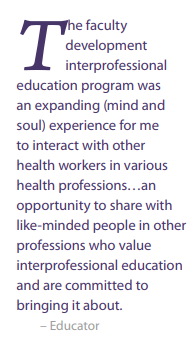 The faculty
development
interprofessional
education program was
an expanding (mind and
soul) experience for me
to interact with other
health workers in various
health professions…an
opportunity to share with
like-minded people in other
professions who value
interprofessional education
and are committed to
bringing it about.
– Educator